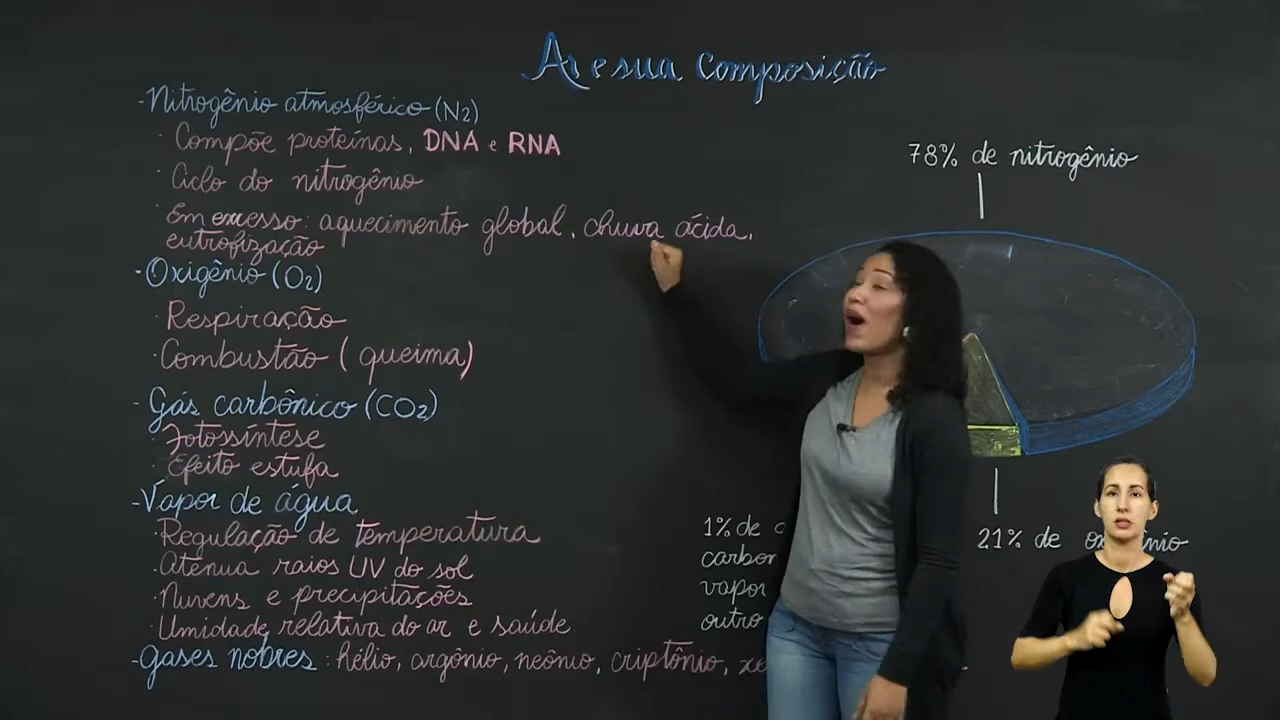 Ar e sua composição
-Nitrogênio atmosférico (N2)
· Compõe proteínas, DNA e RNA
· Ciclo do nitrogênio
· Em excesso: aquecimento global, chuva ácida,
eutrofização
-Oxigênio (O2)
· Respiração
· Combustão (queima)
-Gás carbônico (CO2)
· Fotossíntese
· Efeito estufa
-Vapor de água
· Regulação de temperatura
· Atenua raios UV do sol
· Nuvens e precipitações
· Umidade relativa do ar e saúde
-Gases nobres: hélio, argônio, neônio, criptônio,
78% de nitrogênio
21% de
1% de
vapor